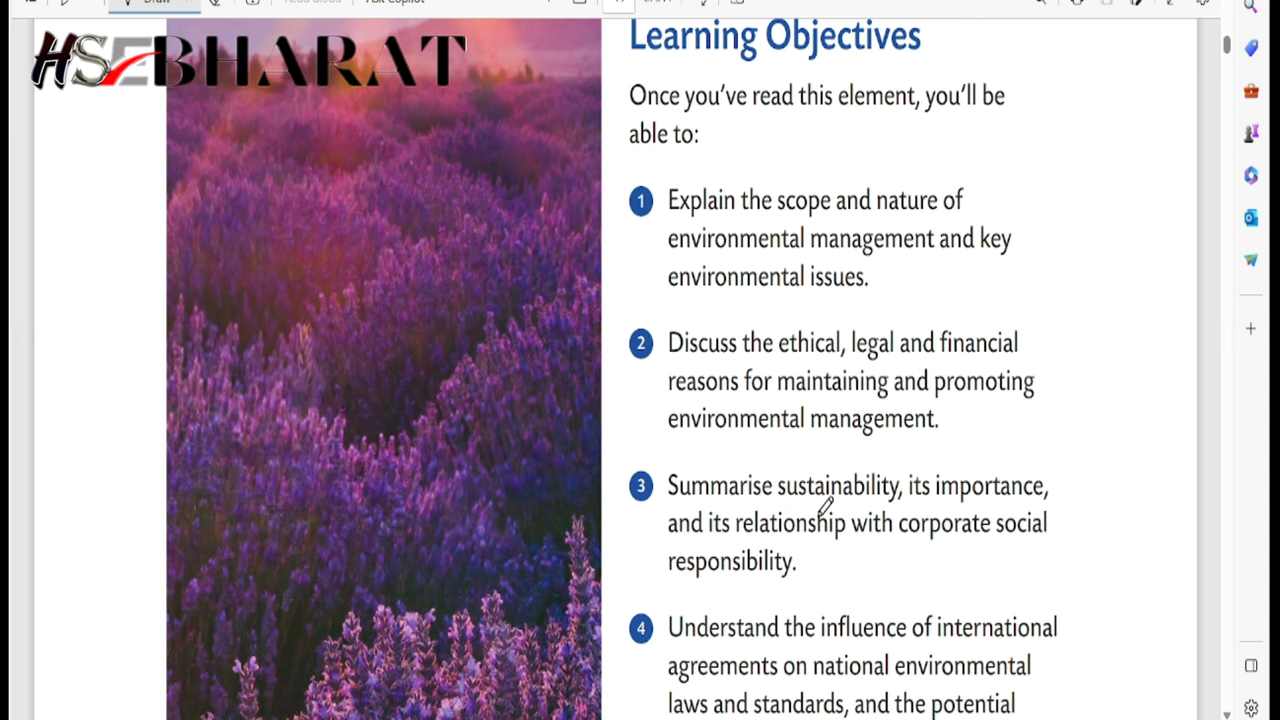 HSE BHARAT
Learning Objectives
Once you’ve read this element, you’ll be
able to:
1 Explain the scope and nature of
environmental management and key
environmental issues.
2 Discuss the ethical, legal and financial
reasons for maintaining and promoting
environmental management.
3 Summarise sustainability, its importance,
and its relationship with corporate social
responsibility.
4 Understand the influence of international
agreements on national environmental
laws and standards, and the potential